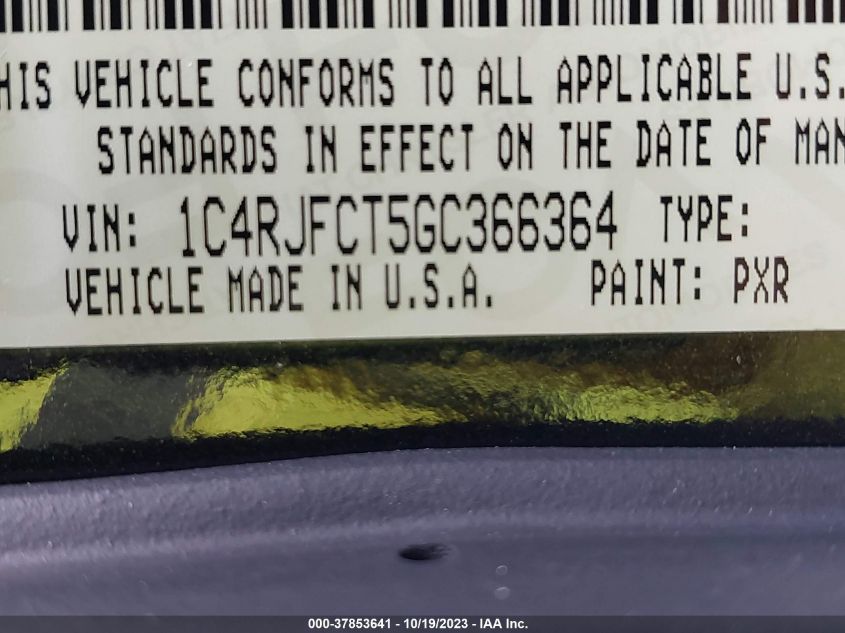 HIS VEHICLE CONFORMS TO ALL APPLICABLE U.S.
STANDARDS IN EFFECT ON THE DATE OF MAN
VIN: 1C4RJFCT5GC366364 TYPE:
VEHICLE MADE IN U.S.A. PAINT: PXR
000-37853641 - 10/19/2023 - IAA Inc.